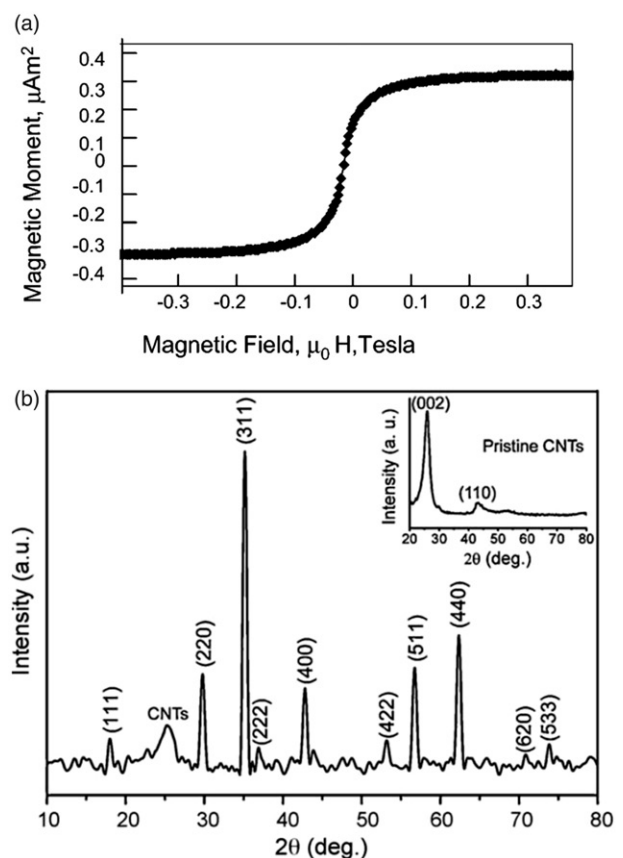 (a)
Magnetic Moment, μAm²
0.4
0.3
0.2
0.1
0
-0.1
-0.2
-0.3
-0.4
-0.3 -0.2 -0.1 0 0.1 0.2 0.3
Magnetic Field, μ₀ H,Tesla
(b)
Intensity (a.u.)
(111)
CNTs
(220)
(311)
(222)
(400)
(422)
(511)
(440)
(620)
(533)
10 20 30 40 50 60 70 80
2θ (deg.)
Intensity (a. u.)
(002)
(110)
Pristine CNTs
20 30 40 50 60 70 80
2θ (deg.)